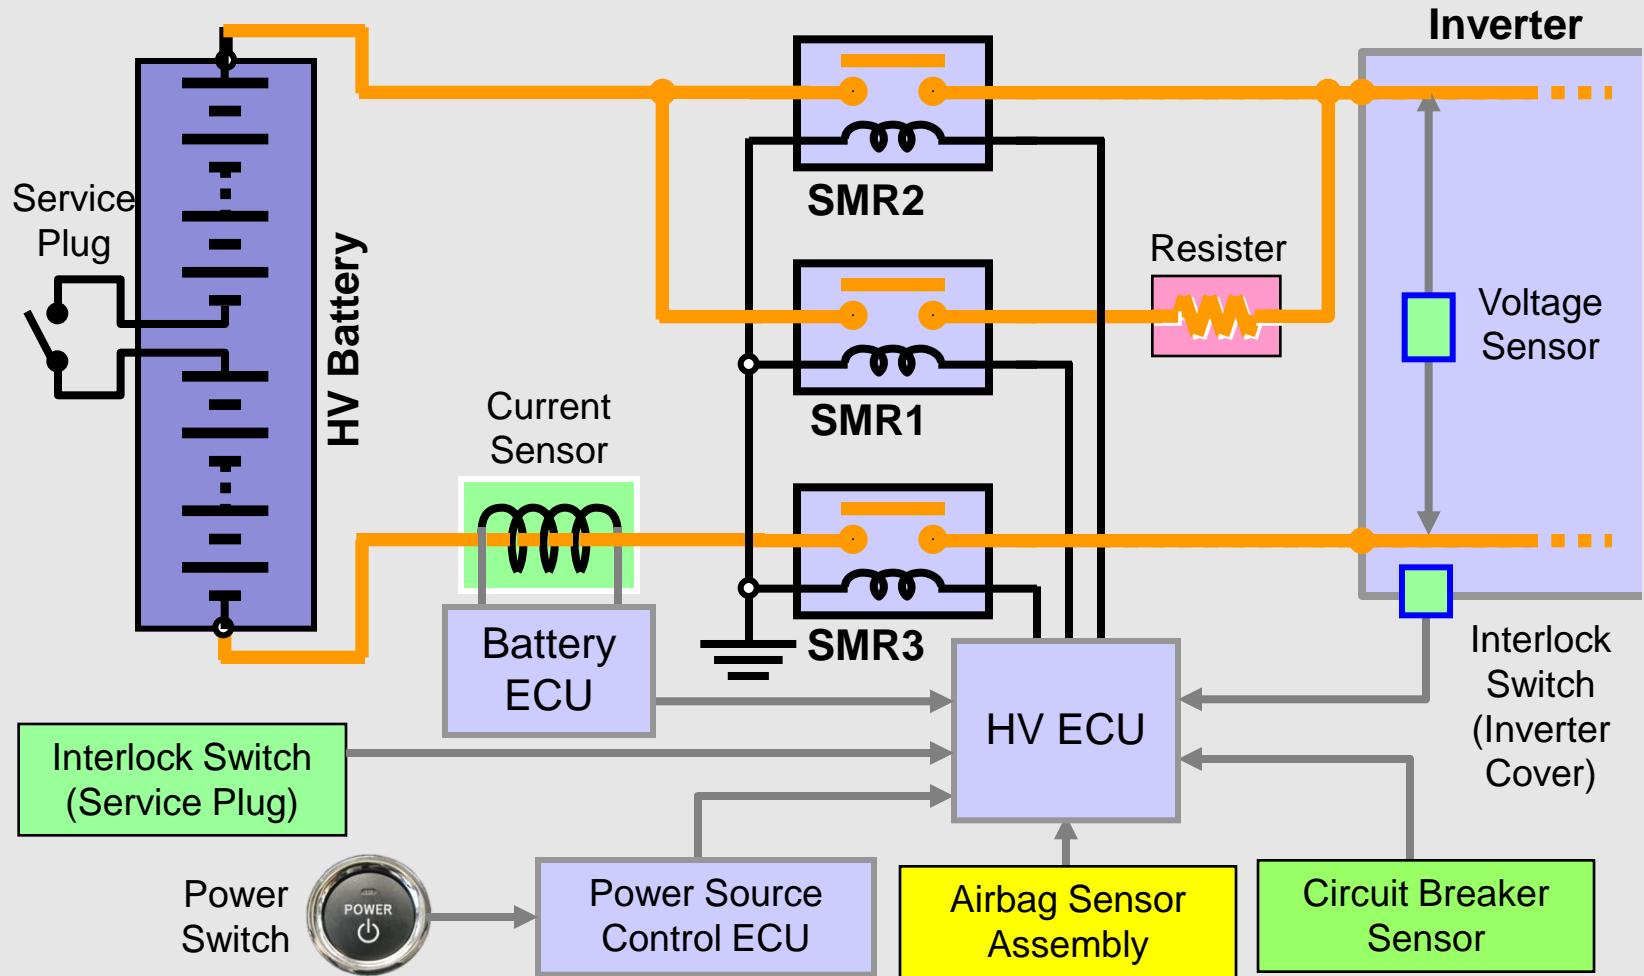 Inverter
SMR2
Service
Plug
HV Battery
Resister
Voltage
Sensor
Current
Sensor
SMR1
SMR3
Battery
ECU
HV ECU
Interlock
Switch
(Inverter
Cover)
Interlock Switch
(Service Plug)
Power
Switch
POWER
Power Source
Control ECU
Airbag Sensor
Assembly
Circuit Breaker
Sensor